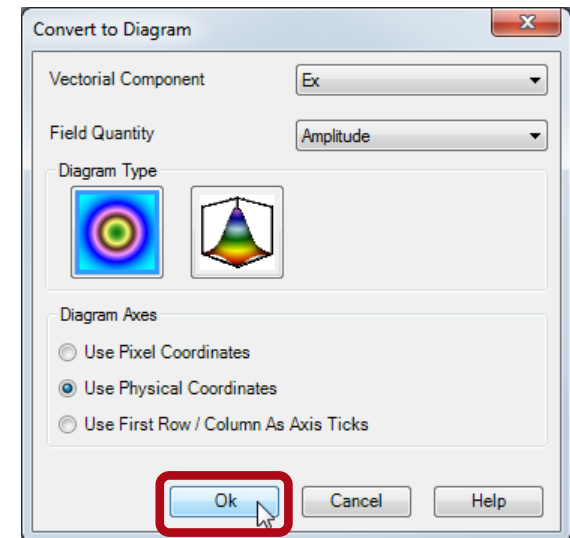 Convert to Diagram
Vectorial Component Ex
Field Quantity Amplitude
Diagram Type
Diagram Axes
Use Pixel Coordinates
Use Physical Coordinates
Use First Row / Column As Axis Ticks
Ok Cancel Help